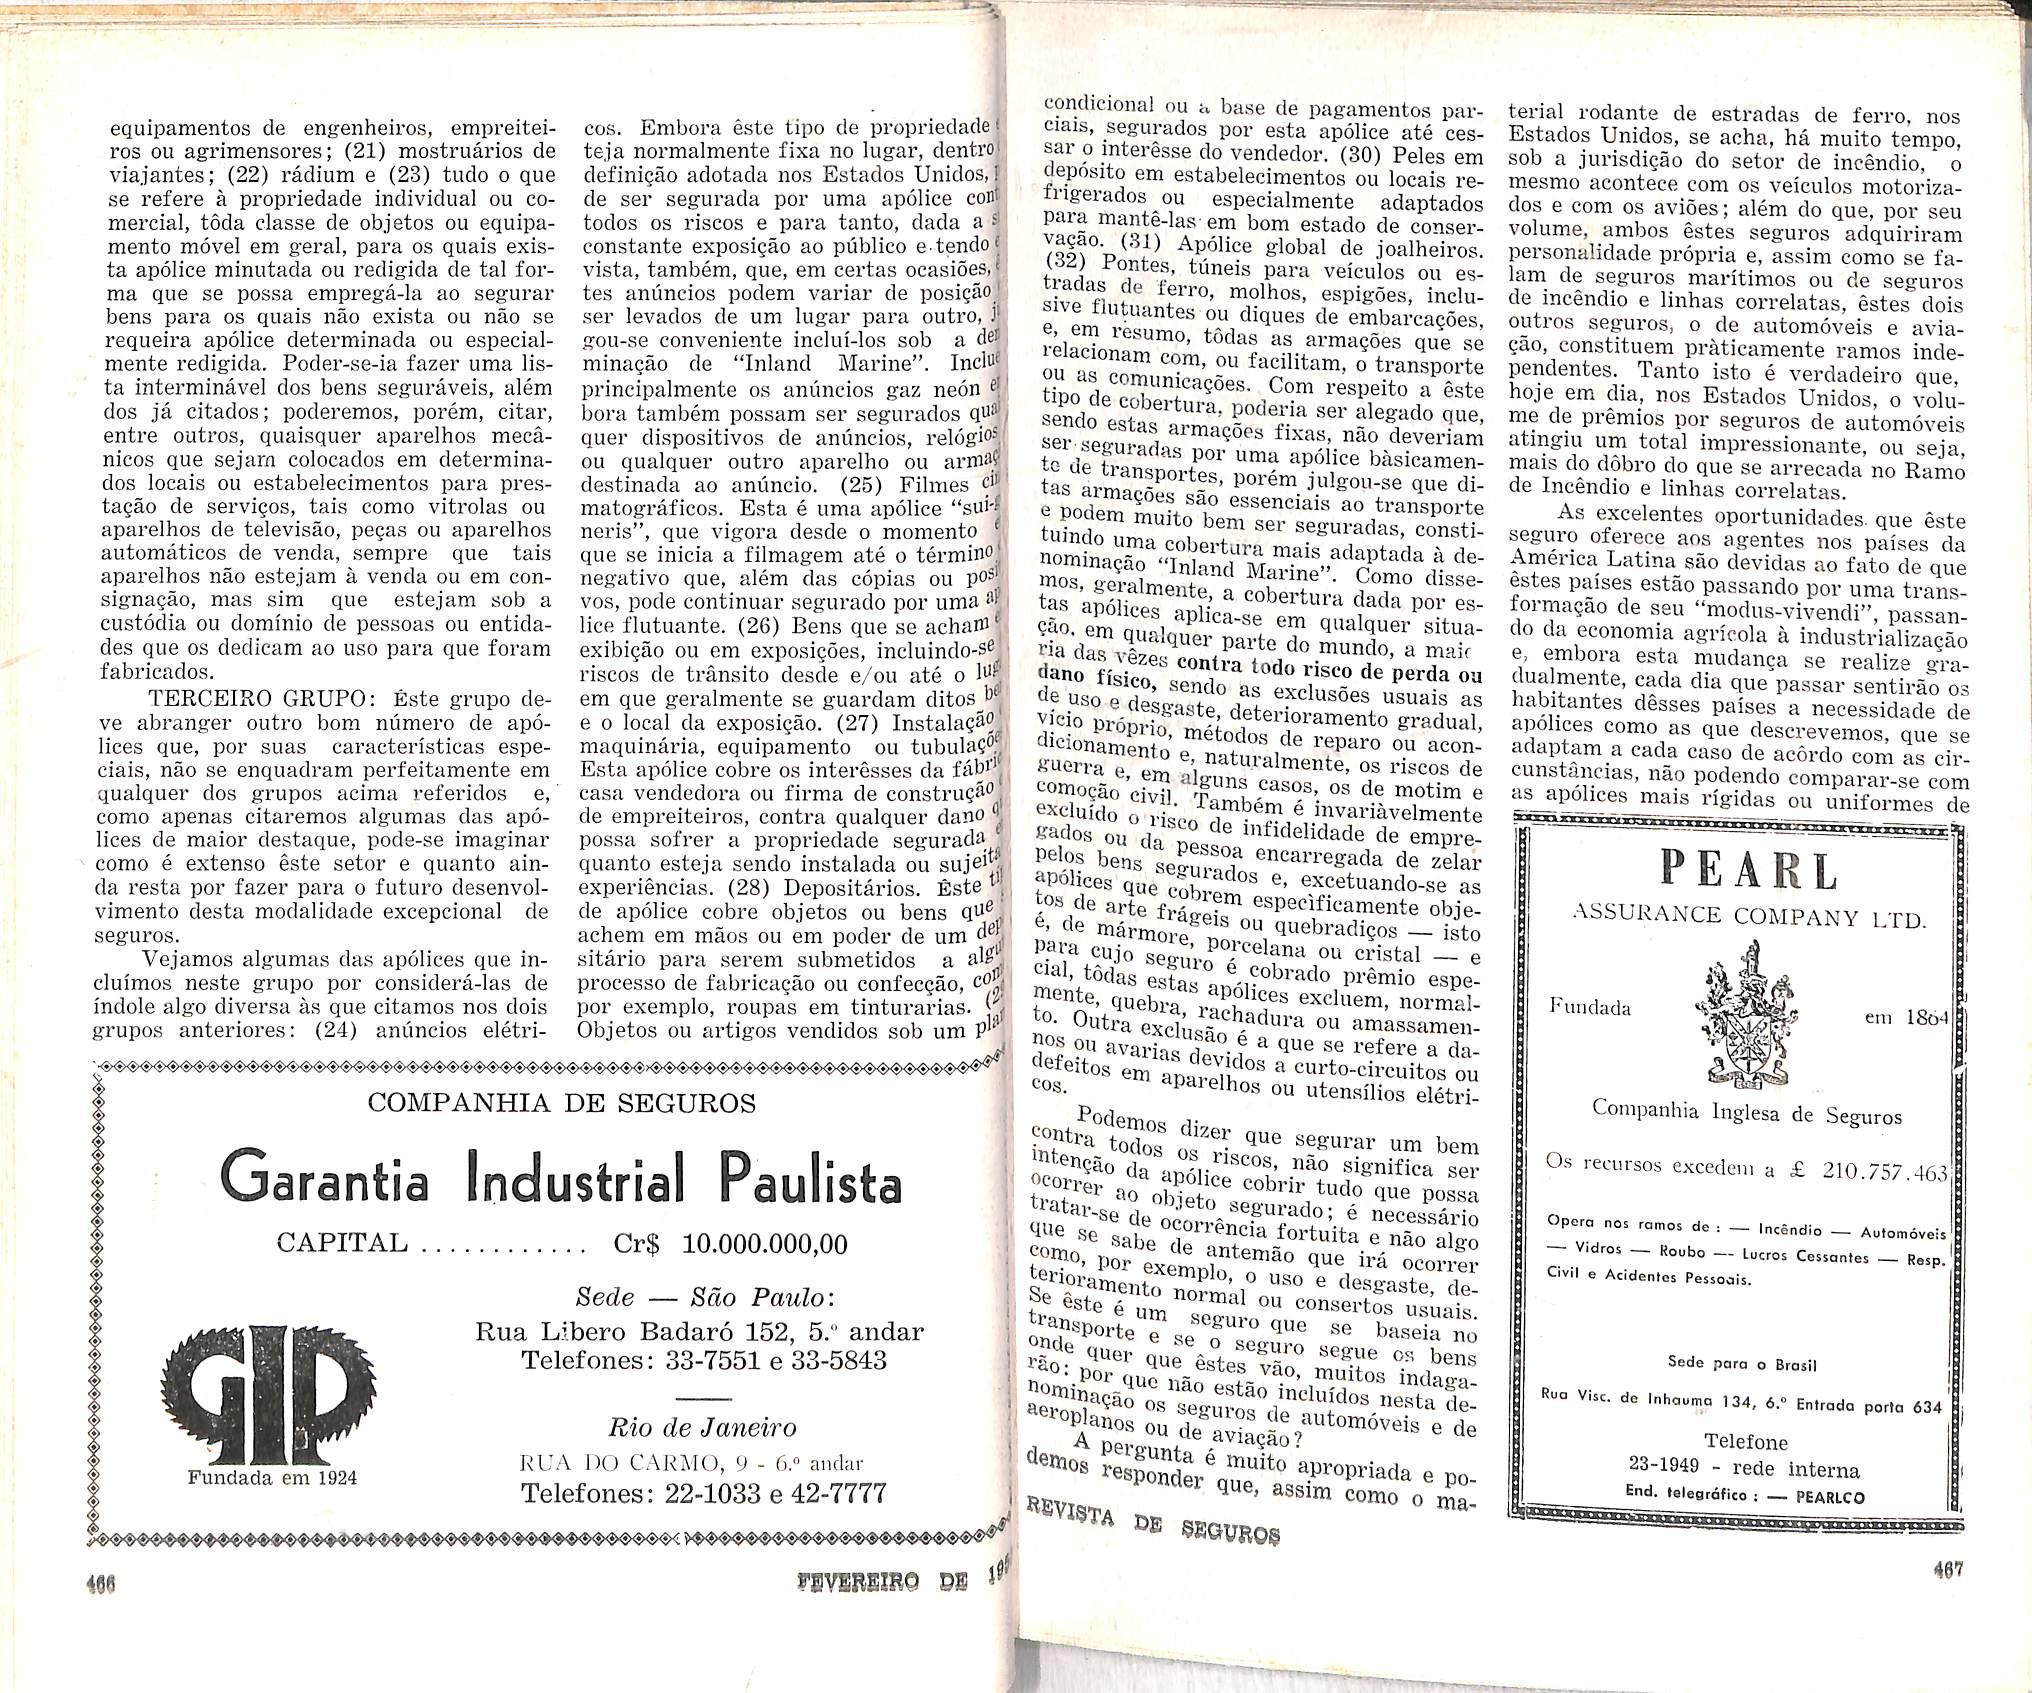 equipamentos de engenheiros, empreitei-
ros ou agrimensores; (21) mostruários de
viajantes; (22) rádium e (23) tudo o que
se refere à propriedade individual ou co-
mercial, tôda classe de objetos ou equipa-
mento móvel em geral, para os quais exis-
ta apólice minutada ou redigida de tal for-
ma que se possa empregá-la ao segurar
bens para os quais não exista ou não se
requeira apólice determinada ou especial-
mente redigida. Poder-se-ia fazer uma lis-
ta interminável dos bens seguráveis, além
dos já citados; poderemos, porém, citar,
entre outros, quaisquer aparelhos mecâ-
nicos que sejam colocados em determina-
dos locais ou estabelecimentos para pres-
tação de serviços, tais como vitrolas ou
aparelhos de televisão, peças ou aparelhos
automáticos de venda, sempre que tais
aparelhos não estejam à venda ou em con-
signação, mas sim que estejam sob a
custódia ou domínio de pessoas ou entida-
des que os dedicam ao uso para que foram
fabricados.
TERCEIRO GRUPO: Êste grupo de-
ve abranger outro bom número de apó-
lices que, por suas características espe-
ciais, não se enquadram perfeitamente em
qualquer dos grupos acima referidos e,
como apenas citaremos algumas das apó-
lices de maior destaque, pode-se imaginar
como é extenso êste setor e quanto ain-
da resta por fazer para o futuro desenvol-
vimento desta modalidade excepcional de
seguros.
Vejamos algumas das apólices que in-
cluímos neste grupo por considerá-las de
índole algo diversa às que citamos nos dois
grupos anteriores: (24) anúncios elétri-
cos. Embora êste tipo de propriedade
teja normalmente fixa no lugar, dentro
definição adotada nos Estados Unidos,
de ser segurada por uma apólice cont
todos os riscos e para tanto, dada a
constante exposição ao público e tendo
vista, também, que, em certas ocasiões,
tes anúncios podem variar de posição
ser levados de um lugar para outro,
gou-se conveniente incluí-los sob a
minação de “Inland Marine”. Inclue
principalmente os anúncios gaz neón
bora também possam ser segurados qual
quer dispositivos de anúncios, relógios
ou qualquer outro aparelho ou armaç
destinada ao anúncio. (25) Filmes
matográficos. Esta é uma apólice “sui-
neris”, que vigora desde o momento
que se inicia a filmagem até o término
negativo que, além das cópias ou posi
vos, pode continuar segurado por uma
lice flutuante. (26) Bens que se acham
exibição ou em exposições, incluindo-se
riscos de trânsito desde e/ou até o lug
em que geralmente se guardam ditos
e o local da exposição. (27) Instalação
maquinária, equipamento ou tubulaçõe
Esta apólice cobre os interêsses da fábric
casa vendedora ou firma de construção
de empreiteiros, contra qualquer dano
possa sofrer a propriedade segurada
quanto esteja sendo instalada ou sujeita
experiências. (28) Depositários. Êste
de apólice cobre objetos ou bens que
achem em mãos ou em poder de um dep
sitário para serem submetidos a algu
processo de fabricação ou confecção, com
por exemplo, roupas em tinturarias.
Objetos ou artigos vendidos sob um plan
COMPANHIA DE SEGUROS
Garantia Industrial Paulista
CAPITAL ............ Cr$ 10.000.000,00
Sede — São Paulo:
Rua Libero Badaró 152, 5.º andar
Telefones: 33-7551 e 33-5843
Rio de Janeiro
RUA DO CARMO, 9 - 6.º andar
Telefones: 22-1033 e 42-7777
GIP
Fundada em 1924
466
FEVEREIRO DE
condicional ou a base de pagamentos par-
ciais, segurados por esta apólice até ces-
sar o interêsse do vendedor. (30) Peles em
depósito em estabelecimentos ou locais re-
frigerados ou especialmente adaptados
para mantê-las em bom estado de conser-
vação. (31) Apólice global de joalheiros.
(32) Pontes, túneis para veículos ou es-
tradas de ferro, molhos, espigões, inclu-
sive flutuantes ou diques de embarcações,
e, em resumo, tôdas as armações que se
relacionam com, ou facilitam, o transporte
ou as comunicações. Com respeito a êste
tipo de cobertura, poderia ser alegado que,
sendo estas armações fixas, não deveriam
ser seguradas por uma apólice bàsicamen-
te de transportes, porém julgou-se que di-
tas armações são essenciais ao transporte
e podem muito bem ser seguradas, consti-
tuindo uma cobertura mais adaptada à de-
nominação “Inland Marine”. Como disse-
mos, geralmente, a cobertura dada por es-
tas apólices aplica-se em qualquer situa-
ção, em qualquer parte do mundo, a maio
ria das vêzes contra todo risco de perda ou
dano físico, sendo as exclusões usuais as
de uso e desgaste, deterioramento gradual,
vício próprio, métodos de reparo ou acon-
dicionamento e, naturalmente, os riscos de
guerra e, em alguns casos, os de motim e
comoção civil. Também é invariàvelmente
excluído o risco de infidelidade de empre-
gados ou da pessoa encarregada de zelar
pelos bens segurados e, excetuando-se as
apólices que cobrem especìficamente obje-
tos de arte frágeis ou quebradiços — isto
é, de mármore, porcelana ou cristal — e
para cujo seguro é cobrado prêmio espe-
cial, tôdas estas apólices excluem, normal-
mente, quebra, rachadura ou amassamen-
to. Outra exclusão é a que se refere a da-
nos ou avarias devidos a curto-circuitos ou
defeitos em aparelhos ou utensílios elétri-
cos.
Podemos dizer que segurar um bem
contra todos os riscos, não significa ser
intenção da apólice cobrir tudo que possa
ocorrer ao objeto segurado; é necessário
tratar-se de ocorrência fortuita e não algo
que se sabe de antemão que irá ocorrer
como, por exemplo, o uso e desgaste, de-
terioramento normal ou consertos usuais.
Se êste é um seguro que se baseia no
transporte e se o seguro segue os bens
onde quer que êstes vão, muitos indaga-
rão: por que não estão incluídos nesta de-
nominação os seguros de automóveis e de
aeroplanos ou de aviação?
A pergunta é muito apropriada e po-
demos responder que, assim como o ma-
REVISTA DE SEGUROS
terial rodante de estradas de ferro, nos
Estados Unidos, se acha, há muito tempo,
sob a jurisdição do setor de incêndio, o
mesmo acontece com os veículos motoriza-
dos e com os aviões; além do que, por seu
volume, ambos êstes seguros adquiriram
personalidade própria e, assim como se fa-
lam de seguros marítimos ou de seguros
de incêndio e linhas correlatas, êstes dois
outros seguros, o de automóveis e avia-
ção, constituem pràticamente ramos inde-
pendentes. Tanto isto é verdadeiro que,
hoje em dia, nos Estados Unidos, o volu-
me de prêmios por seguros de automóveis
atingiu um total impressionante, ou seja,
mais do dôbro do que se arrecada no Ramo
de Incêndio e linhas correlatas.
As excelentes oportunidades que êste
seguro oferece aos agentes nos países da
América Latina são devidas ao fato de que
êstes países estão passando por uma trans-
formação de seu “modus-vivendi”, passan-
do da economia agrícola à industrialização
e, embora esta mudança se realize gra-
dualmente, cada dia que passar sentirão os
habitantes dêsses países a necessidade de
apólices como as que descrevemos, que se
adaptam a cada caso de acôrdo com as cir-
cunstâncias, não podendo comparar-se com
as apólices mais rígidas ou uniformes de
PEARL
ASSURANCE COMPANY LTD.
Fundada em 1864
Companhia Inglesa de Seguros
Os recursos excedem a £ 210.757.463
Opera nos ramos de : — Incêndio — Automóveis
— Vidros — Roubo — Lucros Cessantes — Resp.
Civil e Acidentes Pessoais.
Sede para o Brasil
Rua Visc. de Inhauma 134, 6.º Entrada porta 634
Telefone
23-1949 - rede interna
End. telegráfico : — PEARLCO
467